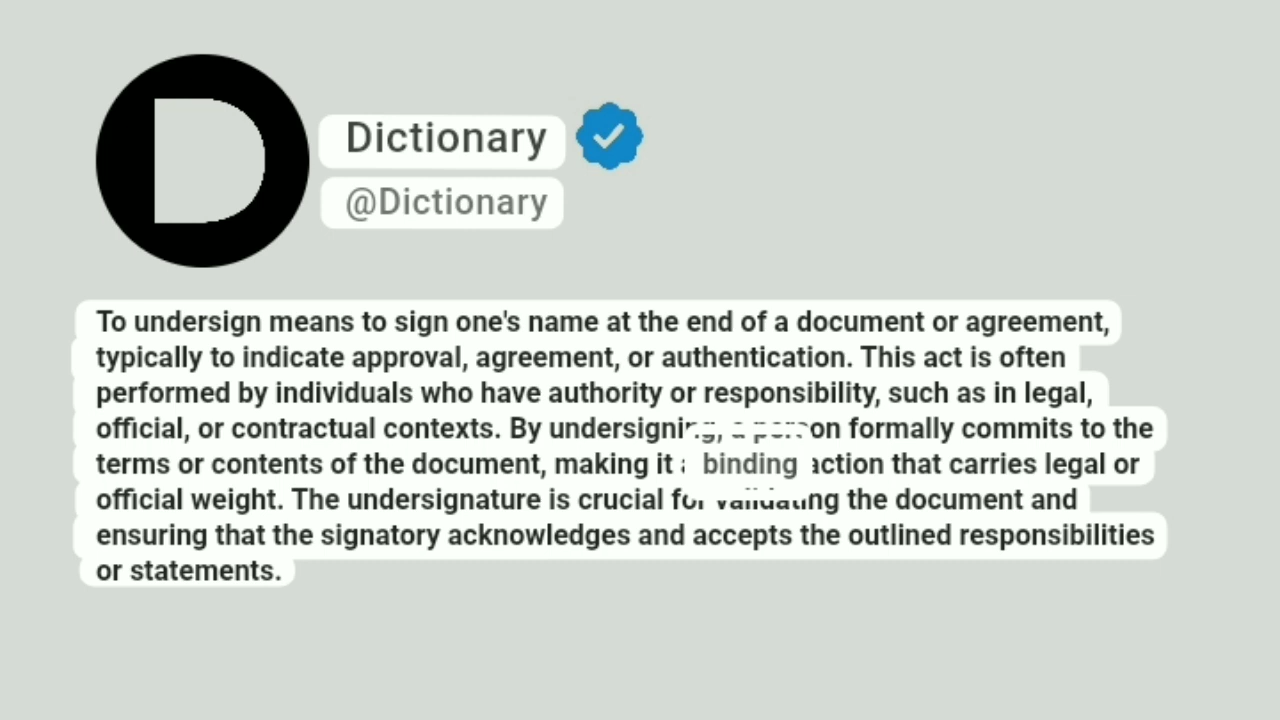 D
Dictionary
@Dictionary
To undersign means to sign one's name at the end of a document or agreement,
typically to indicate approval, agreement, or authentication. This act is often
performed by individuals who have authority or responsibility, such as in legal,
official, or contractual contexts. By undersigning, a person formally commits to the
terms or contents of the document, making it a binding action that carries legal or
official weight. The undersignature is crucial for validating the document and
ensuring that the signatory acknowledges and accepts the outlined responsibilities
or statements.